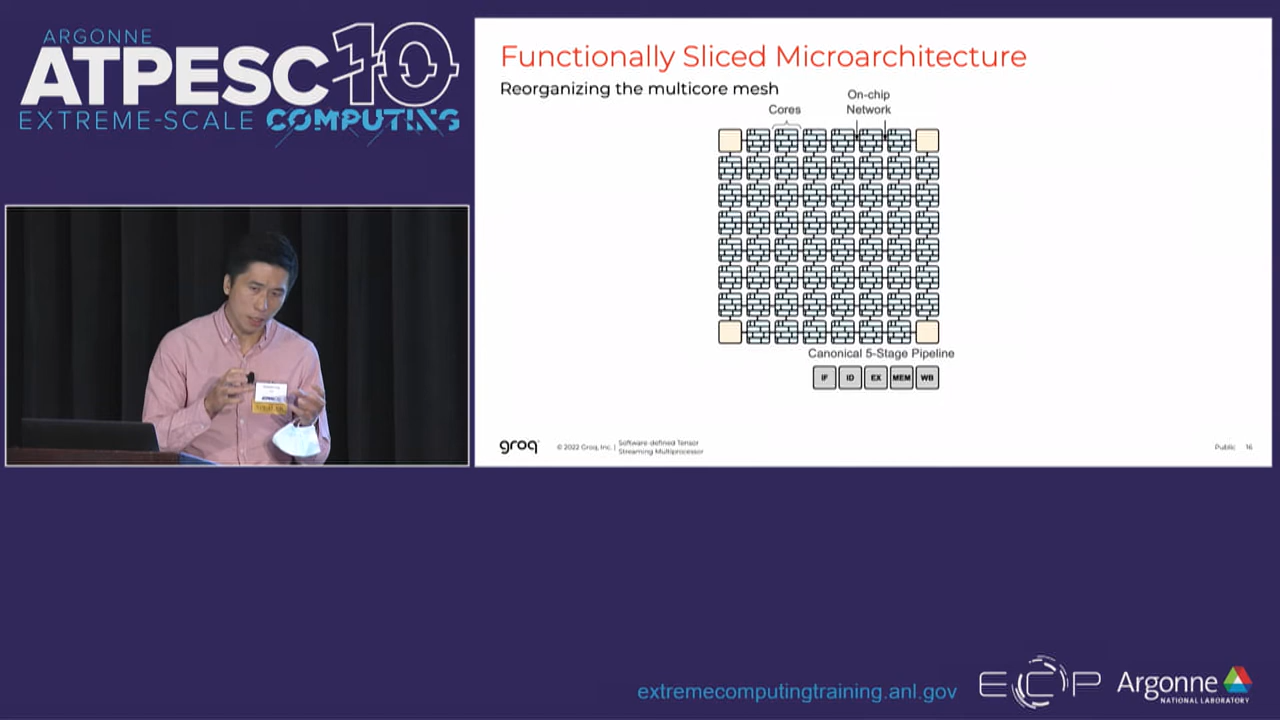 ARGONNE
ATPESC10
EXTREME-SCALE COMPUTING
Functionally Sliced Microarchitecture
Reorganizing the multicore mesh
Cores
On-chip
Network
Canonical 5-Stage Pipeline
IF ID EX MEM WB
groq
© 2022 Groq, Inc. | Software-defined Tensor
Streaming Multiprocessor
Public 16
extremecomputingtraining.anl.gov
ECP
Argonne
NATIONAL LABORATORY